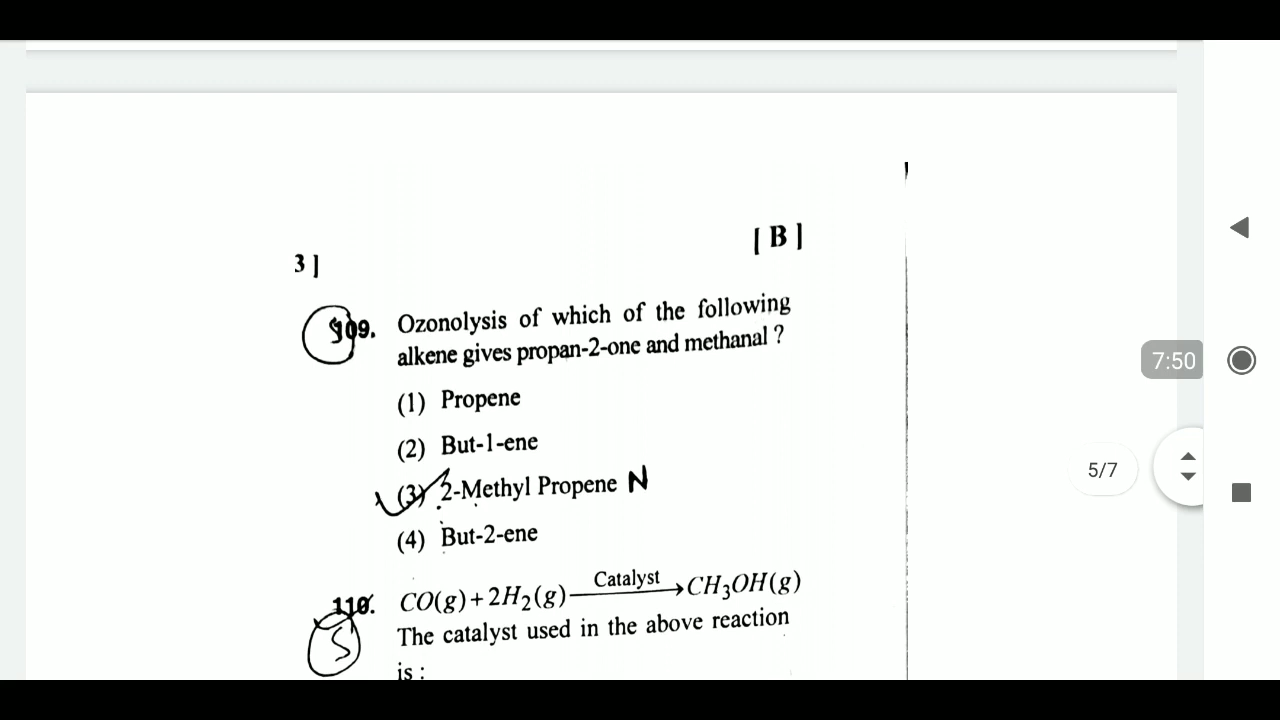 [ B ]
3 ]
109. Ozonolysis of which of the following
alkene gives propan-2-one and methanal ?
(1) Propene
(2) But-1-ene
(3) 2-Methyl Propene N
(4) But-2-ene
110. CO(g) + 2H₂(g) Catalyst → CH₃OH(g)
S
The catalyst used in the above reaction
is :
7:50
5/7